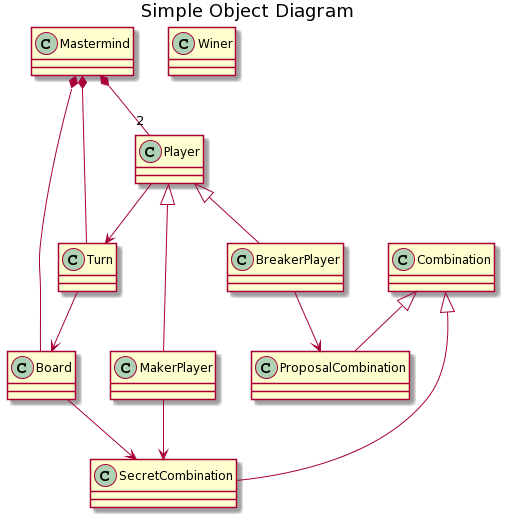 Simple Object Diagram
C Mastermind
C Winer
2
C Player
C Turn
C BreakerPlayer
C Combination
C Board
C MakerPlayer
C ProposalCombination
C SecretCombination